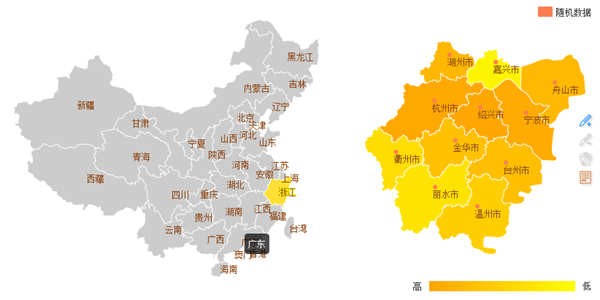 随机数据
黑龙江
吉林
内蒙古
辽宁
新疆
甘肃
北京
天津
河北
宁夏
山西
山东
青海
陕西
河南
江苏
西藏
安徽
上海
四川
重庆
湖北
浙江
江西
湖南
贵州
福建
云南
广西
台湾
广东
澳门
香港
海南
湖州市
嘉兴市
舟山市
杭州市
绍兴市
宁波市
金华市
衢州市
台州市
丽水市
温州市
高
低